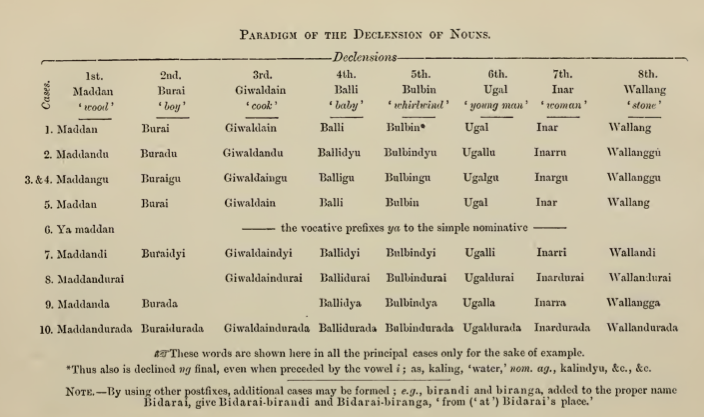 PARADIGM OF THE DECLENSION OF NOUNS.
Declensions
Cases.
1st. 2nd. 3rd. 4th. 5th. 6th. 7th. 8th.
Maddan Burai Giwaldain Balli Bulbin Ugal Inar Wallang
‘wood’ ‘boy’ ‘cook’ ‘baby’ ‘whirlwind’ ‘young man’ ‘woman’ ‘stone’
1. Maddan Burai Giwaldain Balli Bulbin* Ugal Inar Wallang
2. Maddandu Buradu Giwaldandu Ballidyu Bulbindyu Ugallu Inarru Wallanggu
3. & 4. Maddangu Buraigu Giwaldaingu Balligu Bulbingu Ugalgu Inargu Wallanggu
5. Maddan Burai Giwaldain Balli Bulbin Ugal Inar Wallang
6. Ya maddan the vocative prefixes ya to the simple nominative
7. Maddandi Buraidyi Giwaldaindyi Ballidyi Bulbindyi Ugalli Inarri Wallandi
8. Maddandurai Giwaldaindurai Ballidurai Bulbindurai Ugaldurai Inardurai Wallandurai
9. Maddanda Burada Ballidya Bulbindya Ugalla Inarra Wallangga
10. Maddandurada Buraidurada Giwaldaindurada Ballidurada Bulbindurada Ugaldurada Inardurada Wallandurada
☞These words are shown here in all the principal cases only for the sake of example.
*Thus also is declined ng final, even when preceded by the vowel i; as, kaling, ‘water,’ nom. ag., kalindyu, &c., &c.
NOTE.—By using other postfixes, additional cases may be formed; e.g., birandi and biranga, added to the proper name
Bidarai, give Bidarai-birandi and Bidarai-biranga, ‘from (‘at’) Bidarai’s place.’